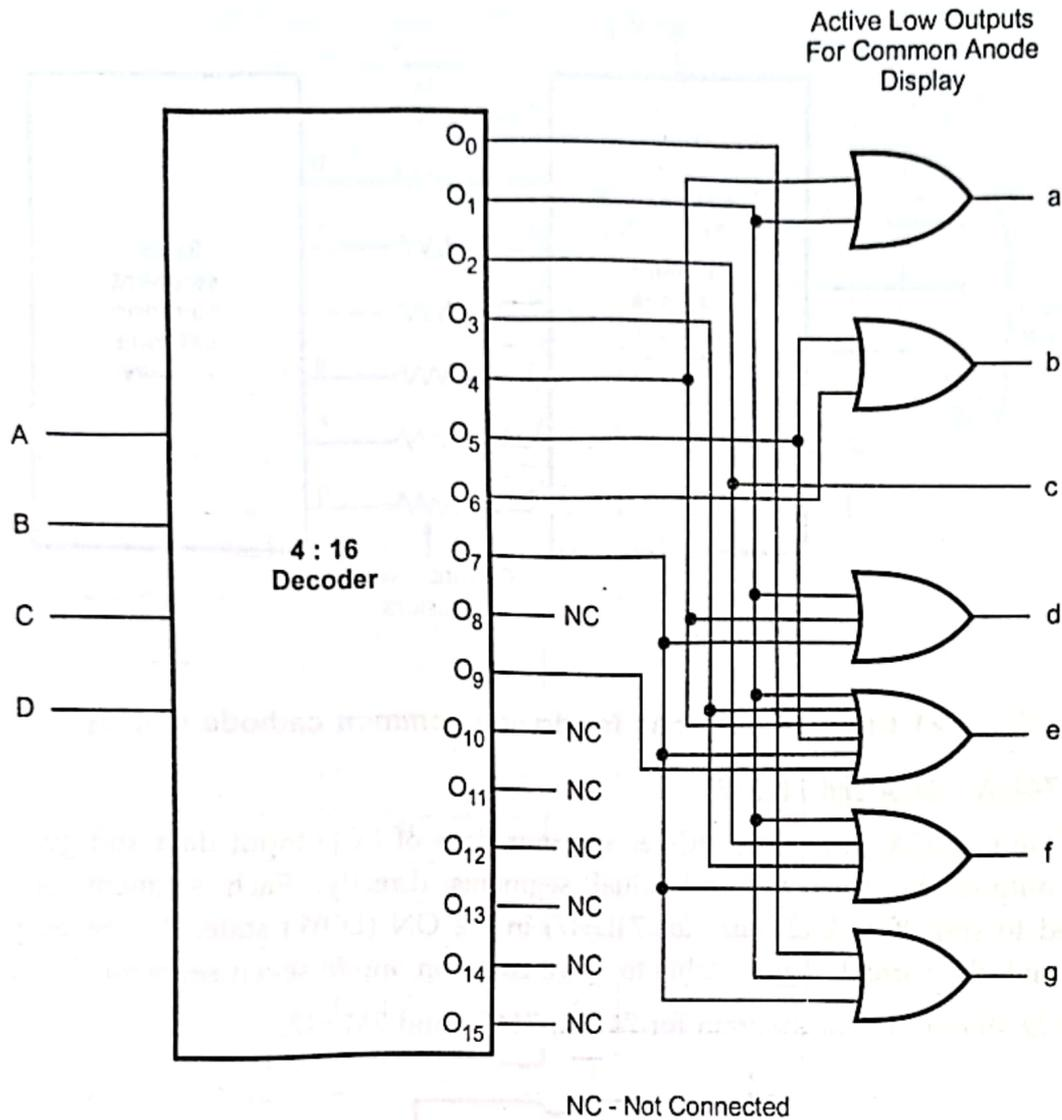 Active Low Outputs
For Common Anode
Display
O0
O1
O2
O3
O4
O5
O6
O7
O8 NC
O9
O10 NC
O11 NC
O12 NC
O13 NC
O14 NC
O15 NC
A
B
C
D
4 : 16
Decoder
a
b
c
d
e
f
g
NC - Not Connected